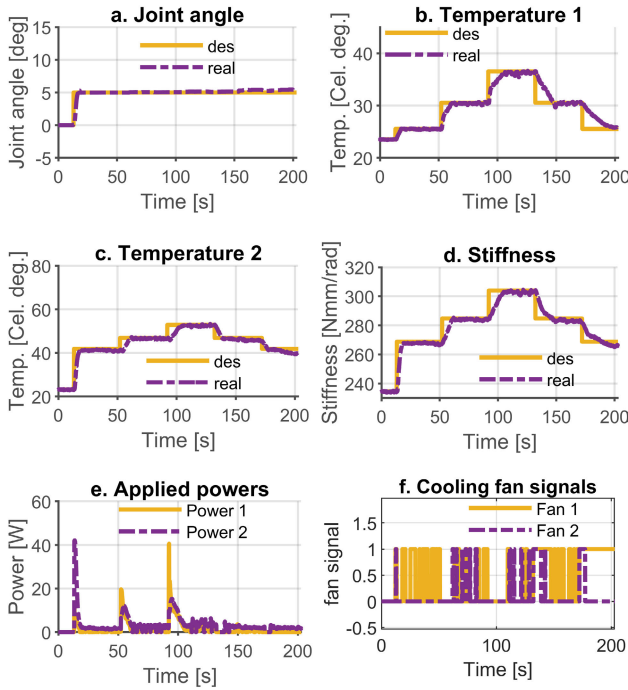 a. Joint angle
Joint angle [deg]
15
10
5
0
-5
des
real
0
50
100
150
200
Time [s]
b. Temperature 1
Temp. [Cel. deg.]
40
30
20
des
real
0
50
100
150
200
Time [s]
c. Temperature 2
Temp. [Cel. deg.]
80
60
40
20
des
real
0
50
100
150
200
Time [s]
d. Stiffness
Stiffness [Nmm/rad]
320
300
280
260
240
des
real
0
50
100
150
200
Time [s]
e. Applied powers
Power [W]
60
40
20
0
Power 1
Power 2
0
50
100
150
200
Time [s]
f. Cooling fan signals
fan signal
1.5
1
0.5
0
-0.5
Fan 1
Fan 2
0
100
200
Time [s]